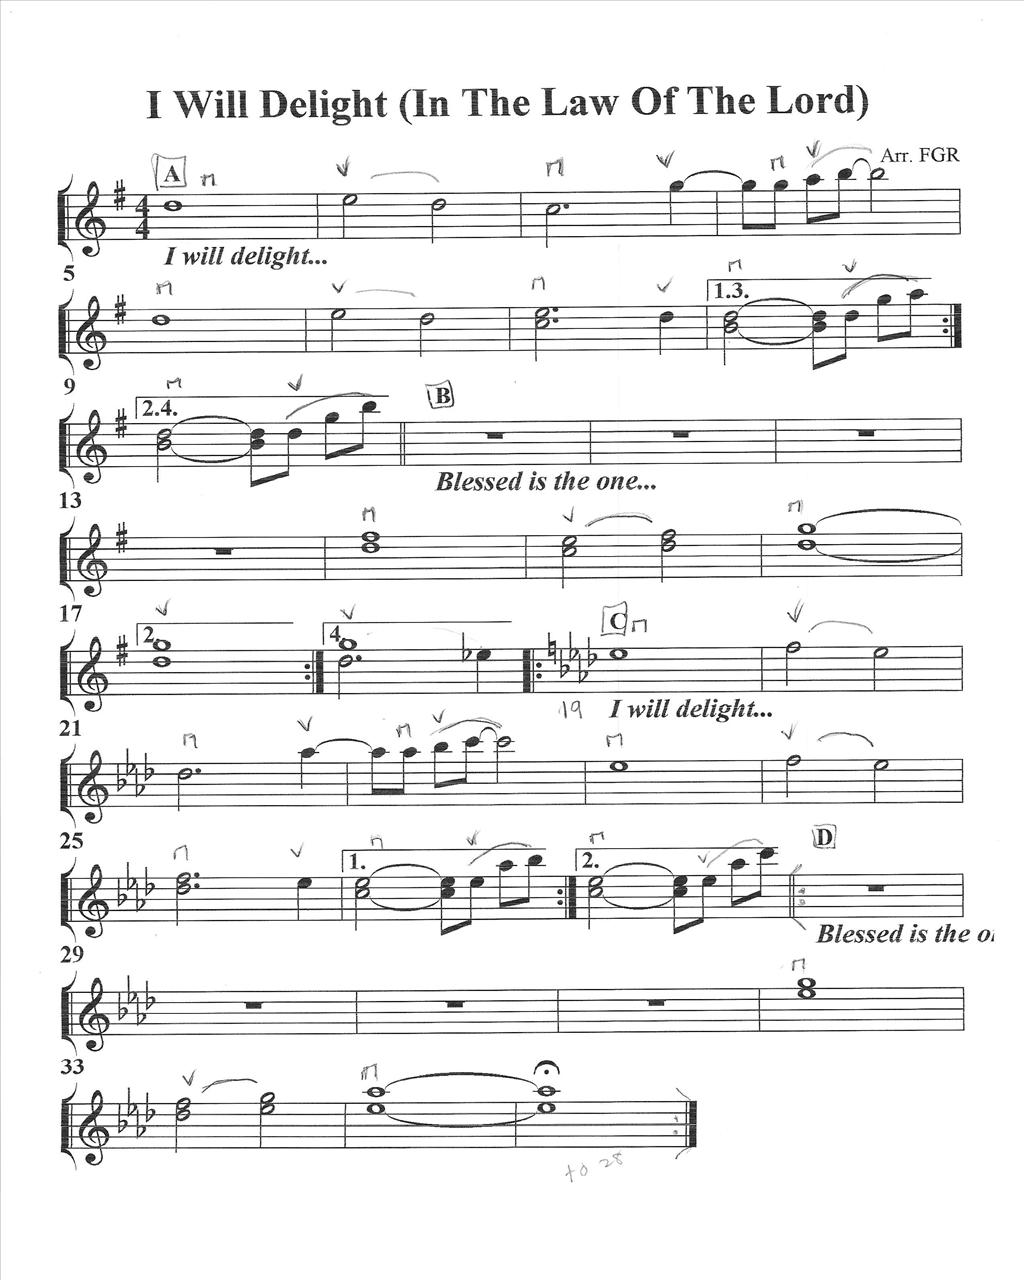 I Will Delight (In The Law Of The Lord)
Arr. FGR
A
4
4
I will delight...
5
1.3.
9
2.4.
B
Blessed is the one...
13
17
2.
4.
C
19
I will delight...
21
25
1.
2.
D
Blessed is the o
29
33
to 28